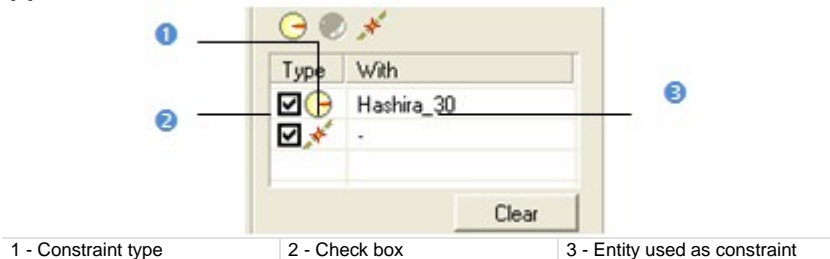 1
Type With
Hashira_30
3
2
-
Clear
1 - Constraint type 2 - Check box 3 - Entity used as constraint